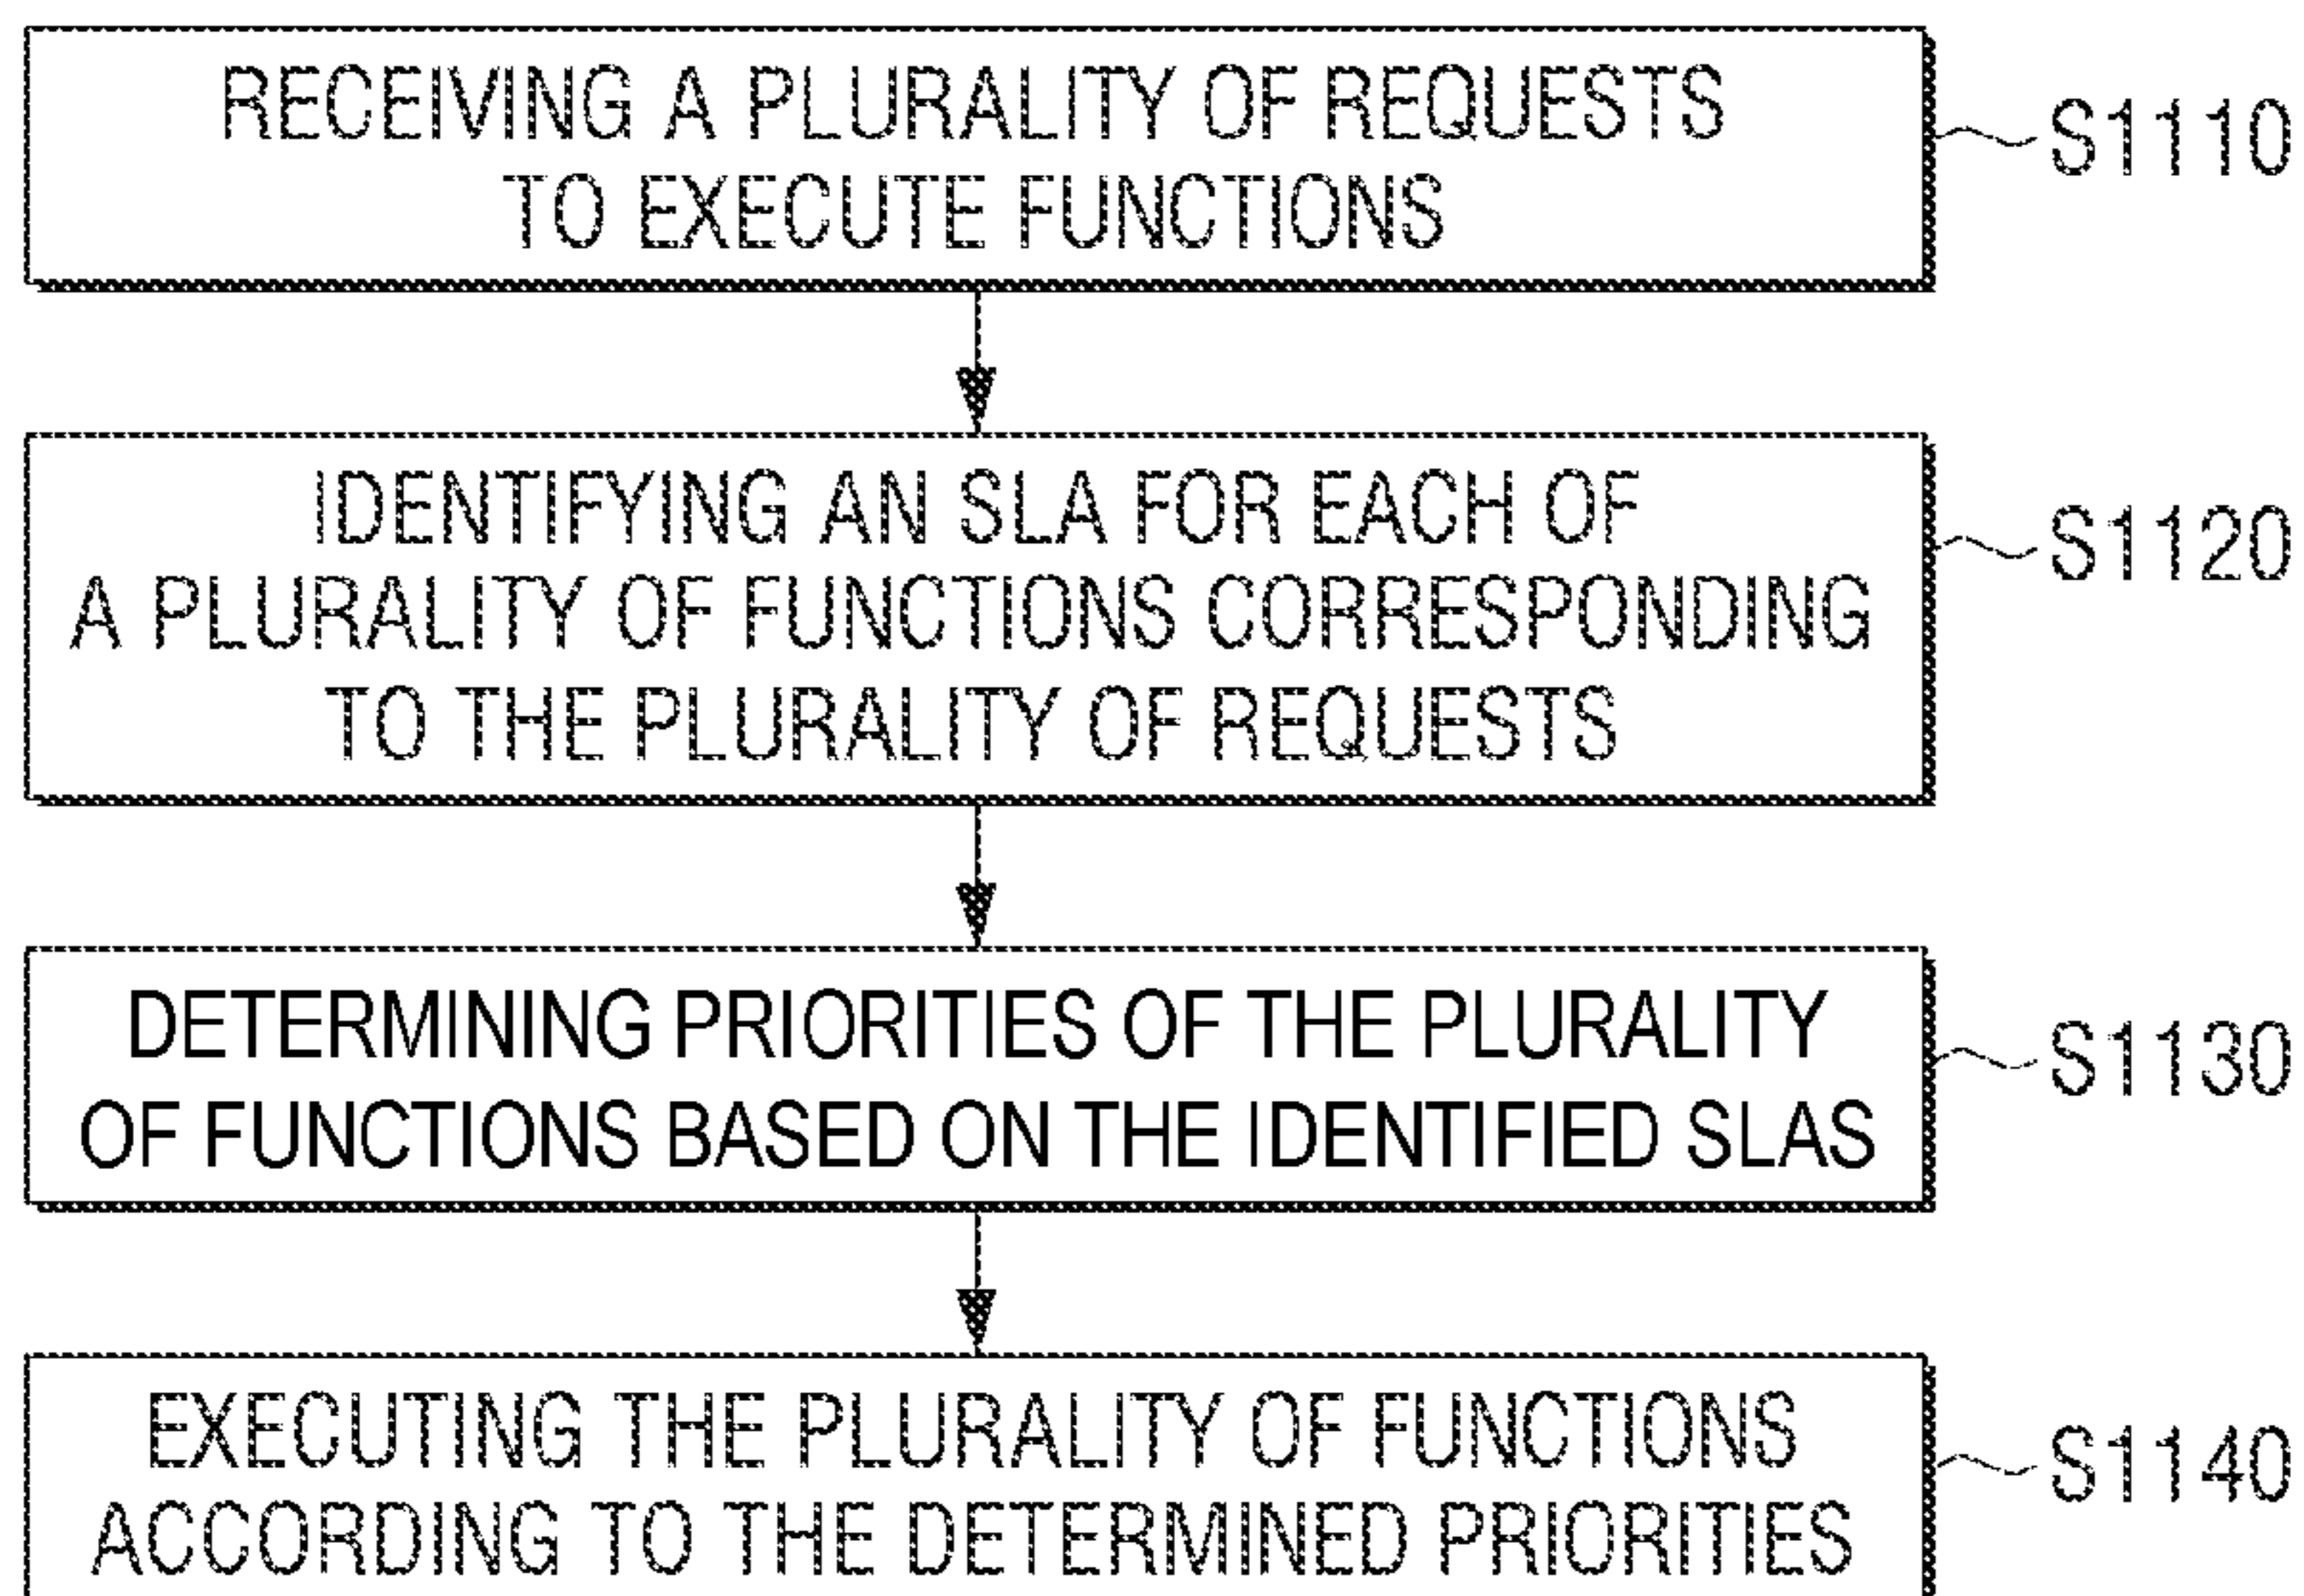 RECEIVING A PLURALITY OF REQUESTS
TO EXECUTE FUNCTIONS
S1110
IDENTIFYING AN SLA FOR EACH OF
A PLURALITY OF FUNCTIONS CORRESPONDING
TO THE PLURALITY OF REQUESTS
S1120
DETERMINING PRIORITIES OF THE PLURALITY
OF FUNCTIONS BASED ON THE IDENTIFIED SLAS
S1130
EXECUTING THE PLURALITY OF FUNCTIONS
ACCORDING TO THE DETERMINED PRIORITIES
S1140